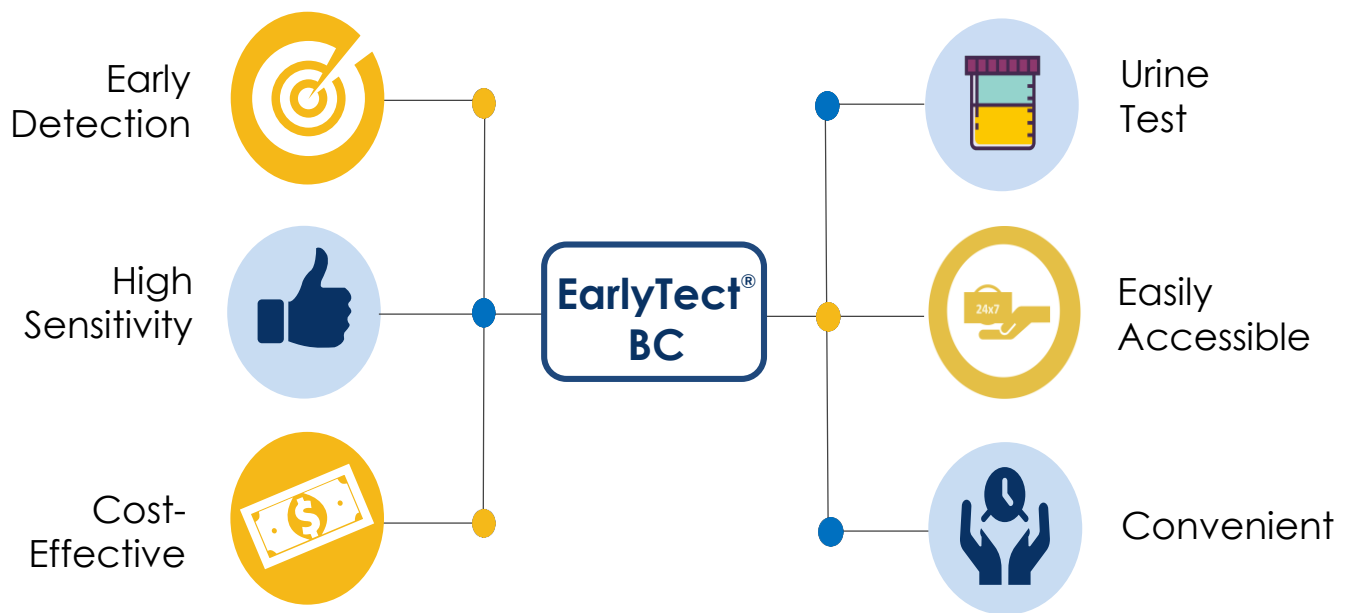 Early
Detection
High
Sensitivity
Cost-
Effective
EarlyTect®
BC
Urine
Test
24x7
Easily
Accessible
Convenient
$